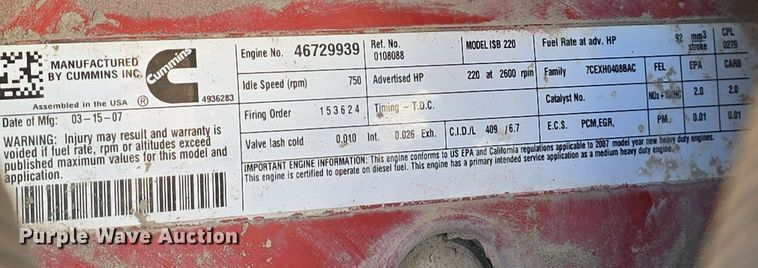 MANUFACTURED
BY CUMMINS INC.
Cummins
®
Assembled in the USA
4936283
Date of Mfg: 03-15-07
WARNING: Injury may result and warranty is
voided if fuel rate, rpm or altitudes exceed
published maximum values for this model and
application.
Engine No. 46729939
Ref. No.
0108088
MODEL ISB 220
Fuel Rate at adv. HP 92 mm3
stroke
CPL
0279
Idle Speed (rpm) 750
Advertised HP 220 at 2600 rpm
Family 7CEXH0408BAC
FEL EPA CARB
Firing Order 153624
Timing - T.D.C.
Catalyst No.
2.0 2.0
Valve lash cold 0.010 Int. 0.026 Exh.
C.I.D./L 409 / 6.7
E.C.S. PCM,EGR,
PM 0.01 0.01
IMPORTANT ENGINE INFORMATION: This engine conforms to US EPA and California regulations applicable to 2007 model year new heavy duty engines.
This engine is certified to operate on diesel fuel. This engine has a primary intended service application as a medium heavy duty engine.
Purple Wave Auction